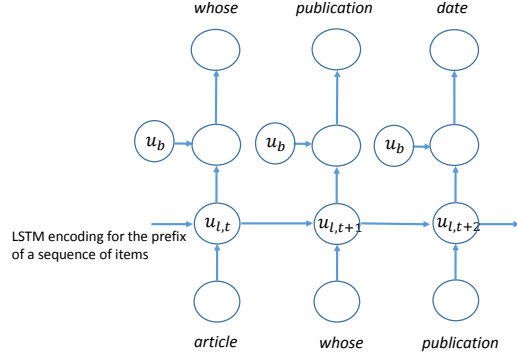 whose publication date
u_b u_b u_b
u_{l,t} u_{l,t+1} u_{l,t+2}
LSTM encoding for the prefix
of a sequence of items
article whose publication